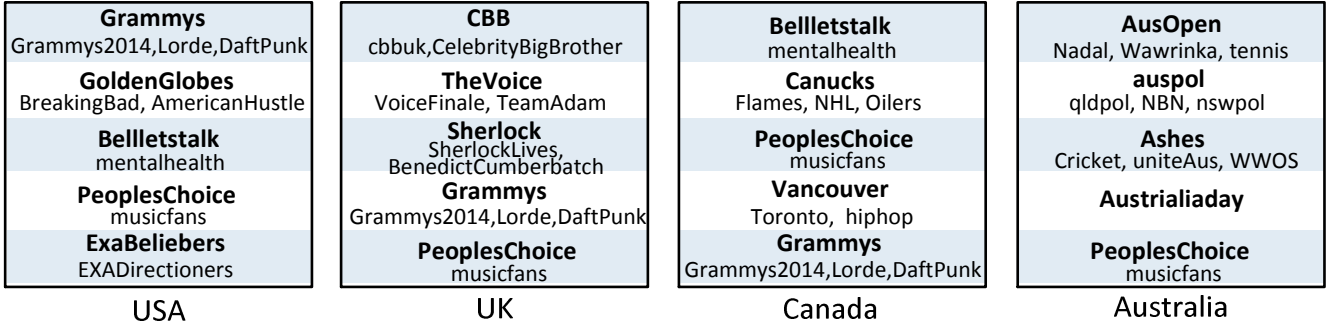 Grammys
Grammys2014,Lorde,DaftPunk
GoldenGlobes
BreakingBad, AmericanHustle
Bellletstalk
mentalhealth
PeoplesChoice
musicfans
ExaBeliebers
EXADirectioners
USA
CBB
cbbuk,CelebrityBigBrother
TheVoice
VoiceFinale, TeamAdam
Sherlock
SherlockLives,
BenedictCumberbatch
Grammys
Grammys2014,Lorde,DaftPunk
PeoplesChoice
musicfans
UK
Bellletstalk
mentalhealth
Canucks
Flames, NHL, Oilers
PeoplesChoice
musicfans
Vancouver
Toronto, hiphop
Grammys
Grammys2014,Lorde,DaftPunk
Canada
AusOpen
Nadal, Wawrinka, tennis
auspol
qldpol, NBN, nswpol
Ashes
Cricket, uniteAus, WWOS
Austrialiaday
PeoplesChoice
musicfans
Australia